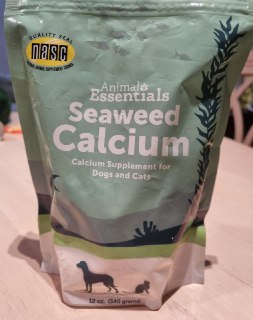 QUALITY SEAL
nasc
Animal
Essentials
Seaweed
Calcium
Calcium Supplement for
Dogs and Cats
12 oz. (340 grams)